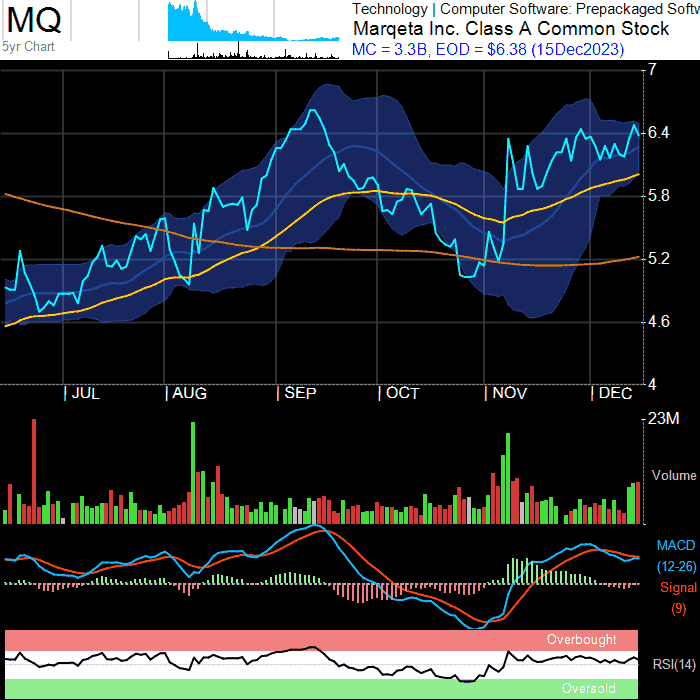 MQ
5yr Chart
Technology | Computer Software: Prepackaged Softw
Marqeta Inc. Class A Common Stock
MC = 3.3B, EOD = $6.38 (15Dec2023)
7
6.4
5.8
5.2
4.6
4
| JUL | AUG | SEP | OCT | NOV | DEC
23M
Volume
MACD
(12-26)
Signal
(9)
Overbought
RSI(14)
Oversold